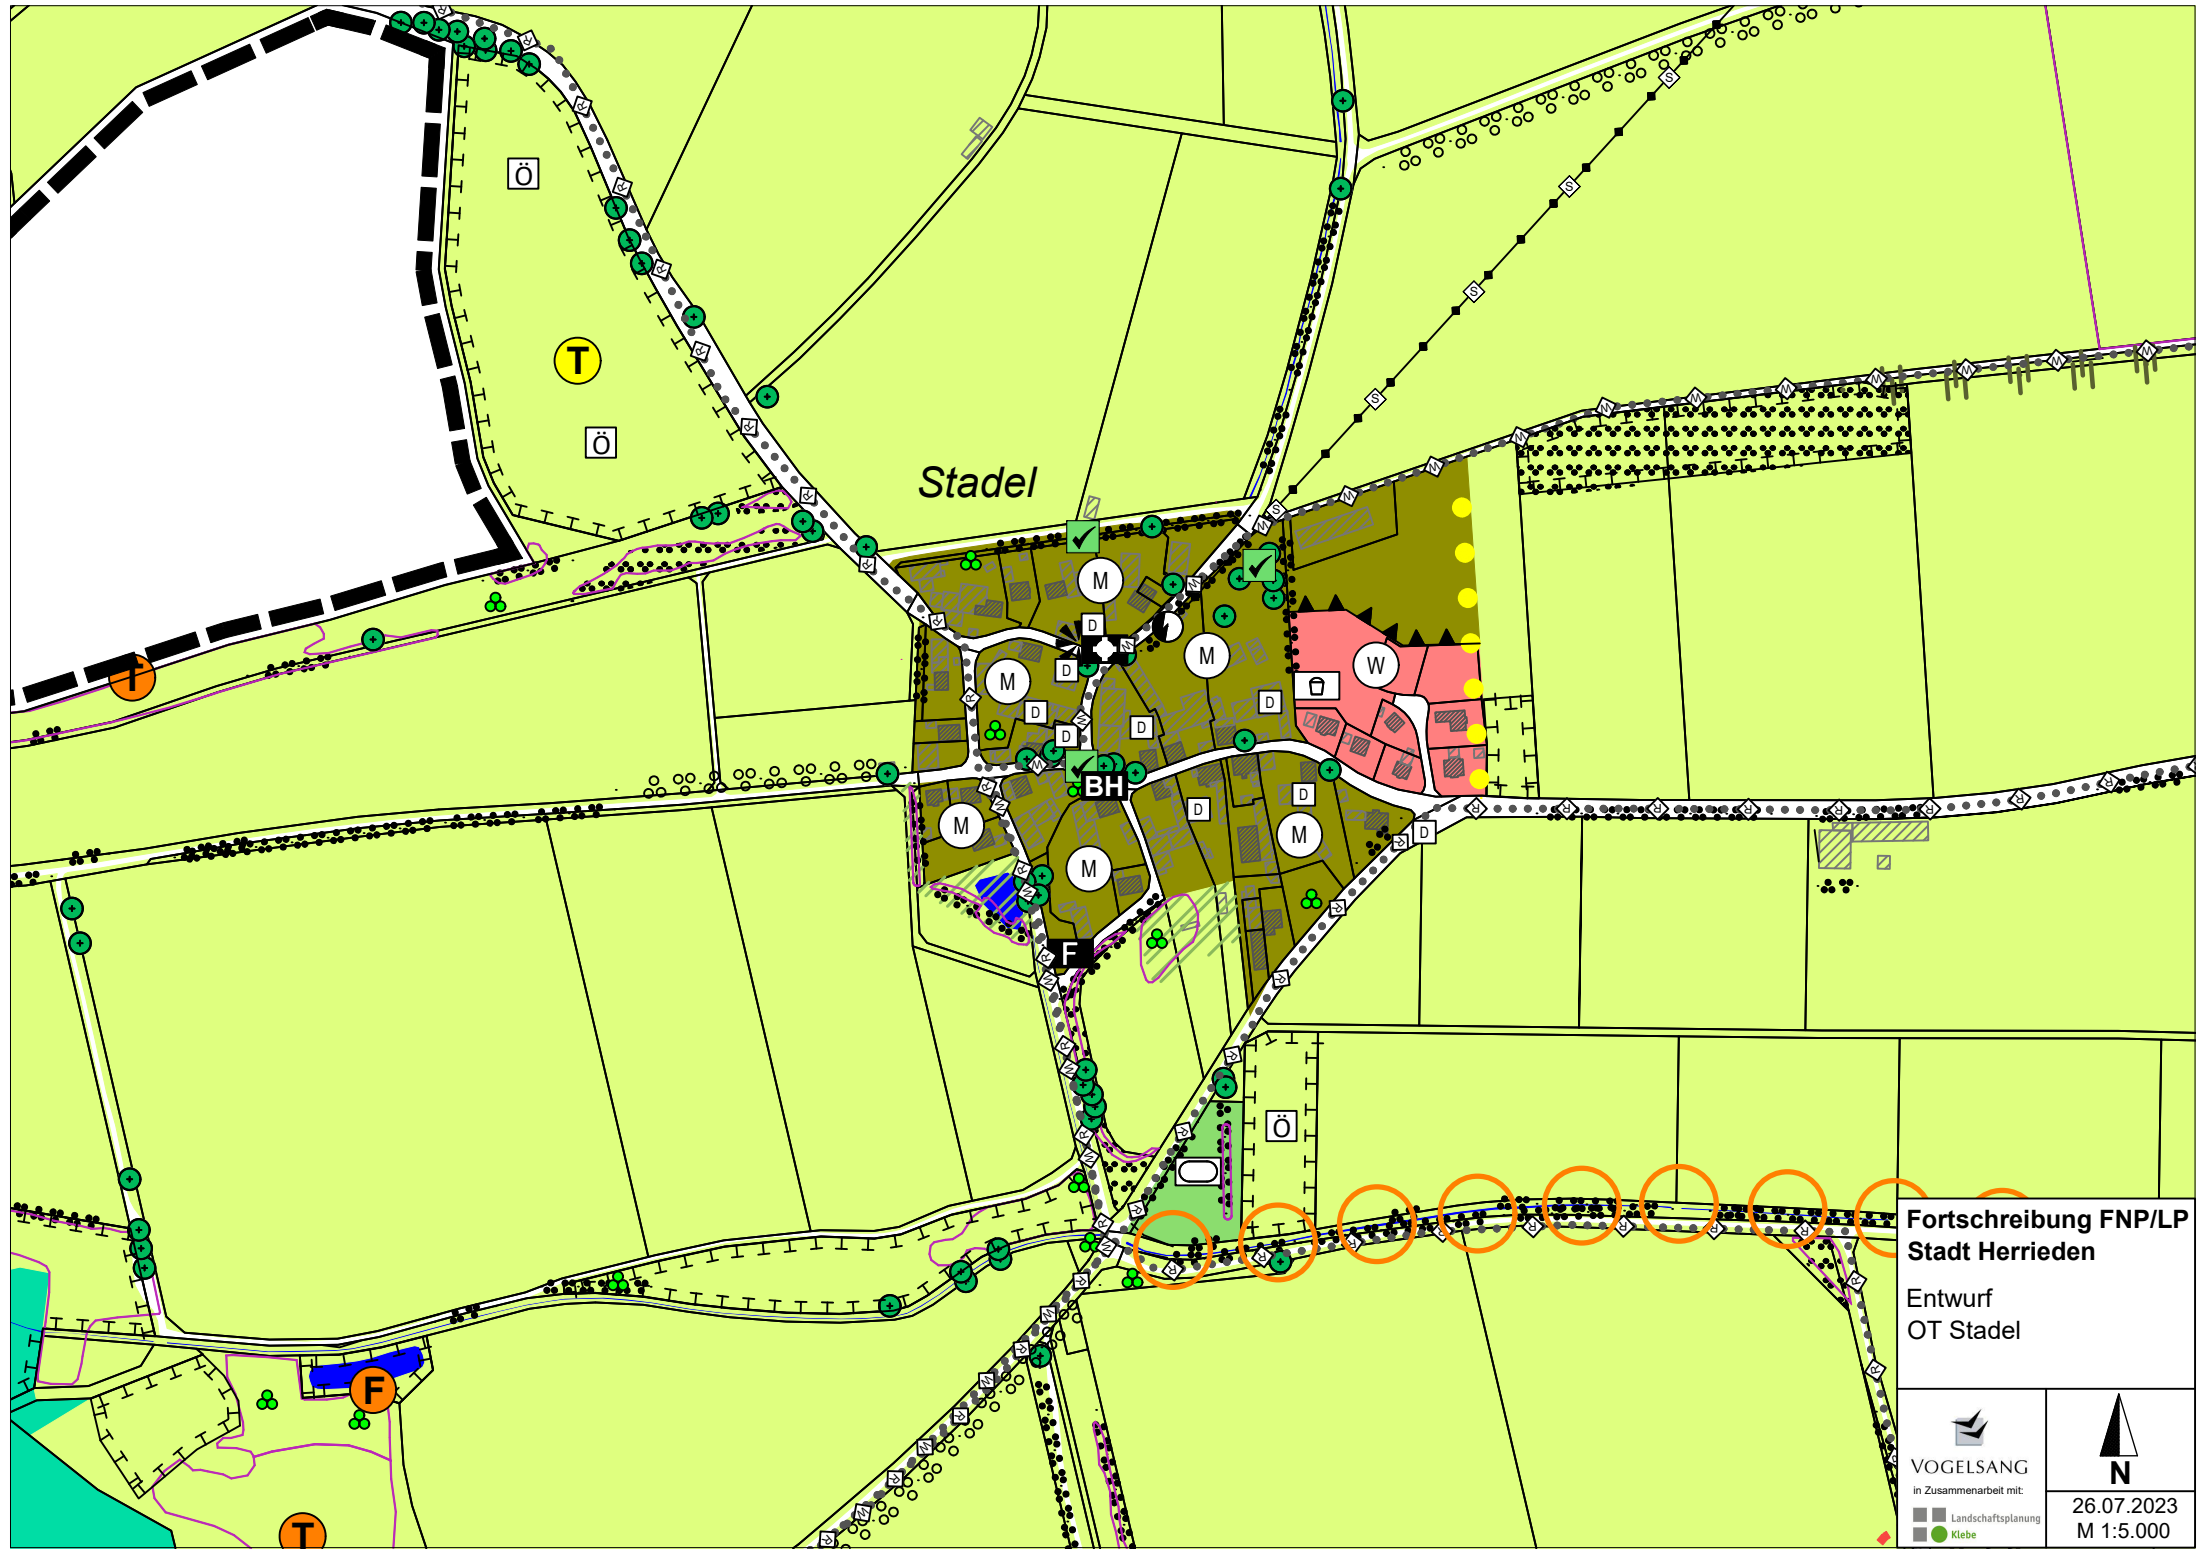 Ö
T
Ö
Stadel
S
S
S
S
S
M
D
M
W
D
M
D
D
D
D
BH
M
D
D
M
D
M
F
T
Ö
F
T
Fortschreibung FNP/LP
Stadt Herrieden
Entwurf
OT Stadel
VOGELSANG
in Zusammenarbeit mit:
Landschaftsplanung
Klebe
N
26.07.2023
M 1:5.000